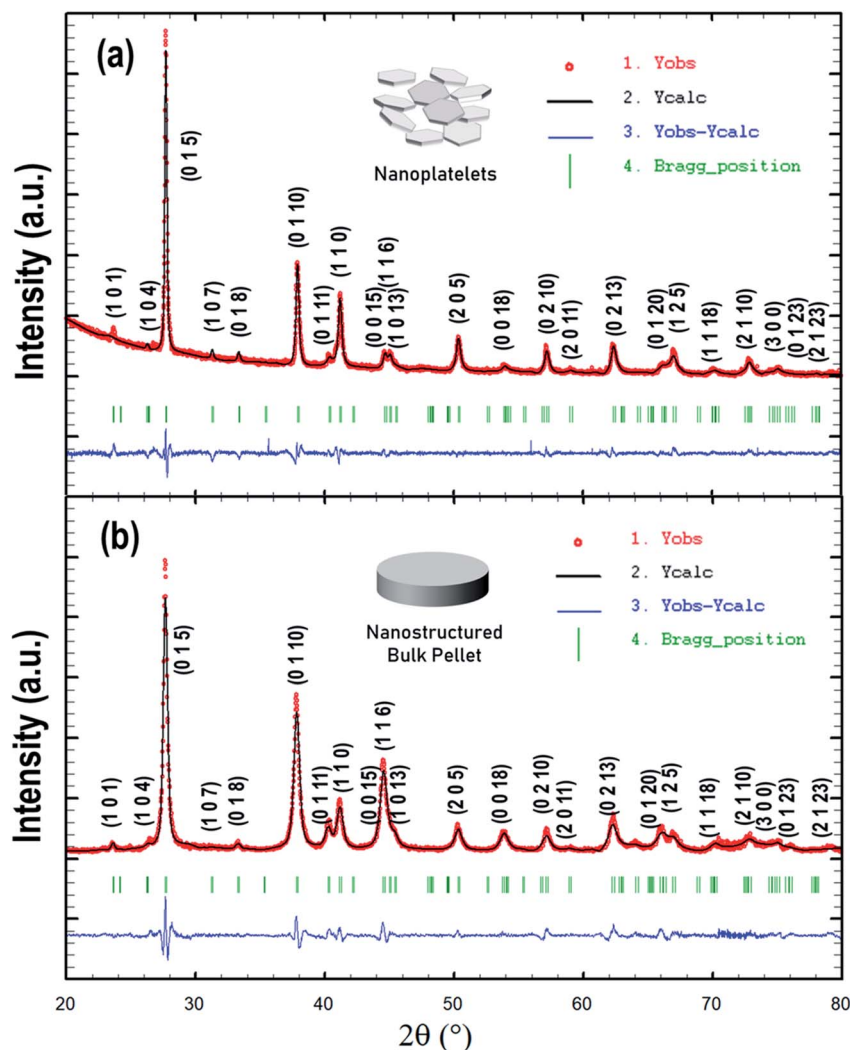 (a)
1. Yobs
2. Ycalc
3. Yobs-Ycalc
4. Bragg_position
Nanoplatelets
Intensity (a.u.)
(1 0 1)
(1 0 4)
(0 1 5)
(1 0 7)
(0 1 8)
(0 1 10)
(0 1 11)
(1 1 0)
(0 0 15)
(1 1 6)
(1 0 13)
(2 0 5)
(0 0 18)
(0 2 10)
(2 0 11)
(0 2 13)
(0 1 20)
(1 2 5)
(1 1 18)
(2 1 10)
(3 0 0)
(0 1 23)
(2 1 23)
(b)
1. Yobs
2. Ycalc
3. Yobs-Ycalc
4. Bragg_position
Nanostructured
Bulk Pellet
Intensity (a.u.)
(1 0 1)
(1 0 4)
(0 1 5)
(1 0 7)
(0 1 8)
(0 1 10)
(0 1 11)
(1 1 0)
(0 0 15)
(1 1 6)
(1 0 13)
(2 0 5)
(0 0 18)
(0 2 10)
(2 0 11)
(0 2 13)
(0 1 20)
(1 2 5)
(1 1 18)
(2 1 10)
(3 0 0)
(0 1 23)
(2 1 23)
20 30 40 50 60 70 80
2θ (°)